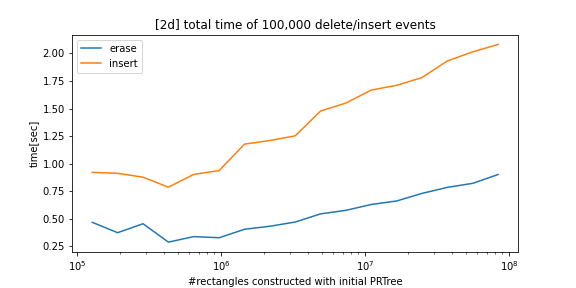 [2d] total time of 100,000 delete/insert events
erase
insert
time[sec]
2.00
1.75
1.50
1.25
1.00
0.75
0.50
0.25
10⁵
10⁶
10⁷
10⁸
#rectangles constructed with initial PRTree